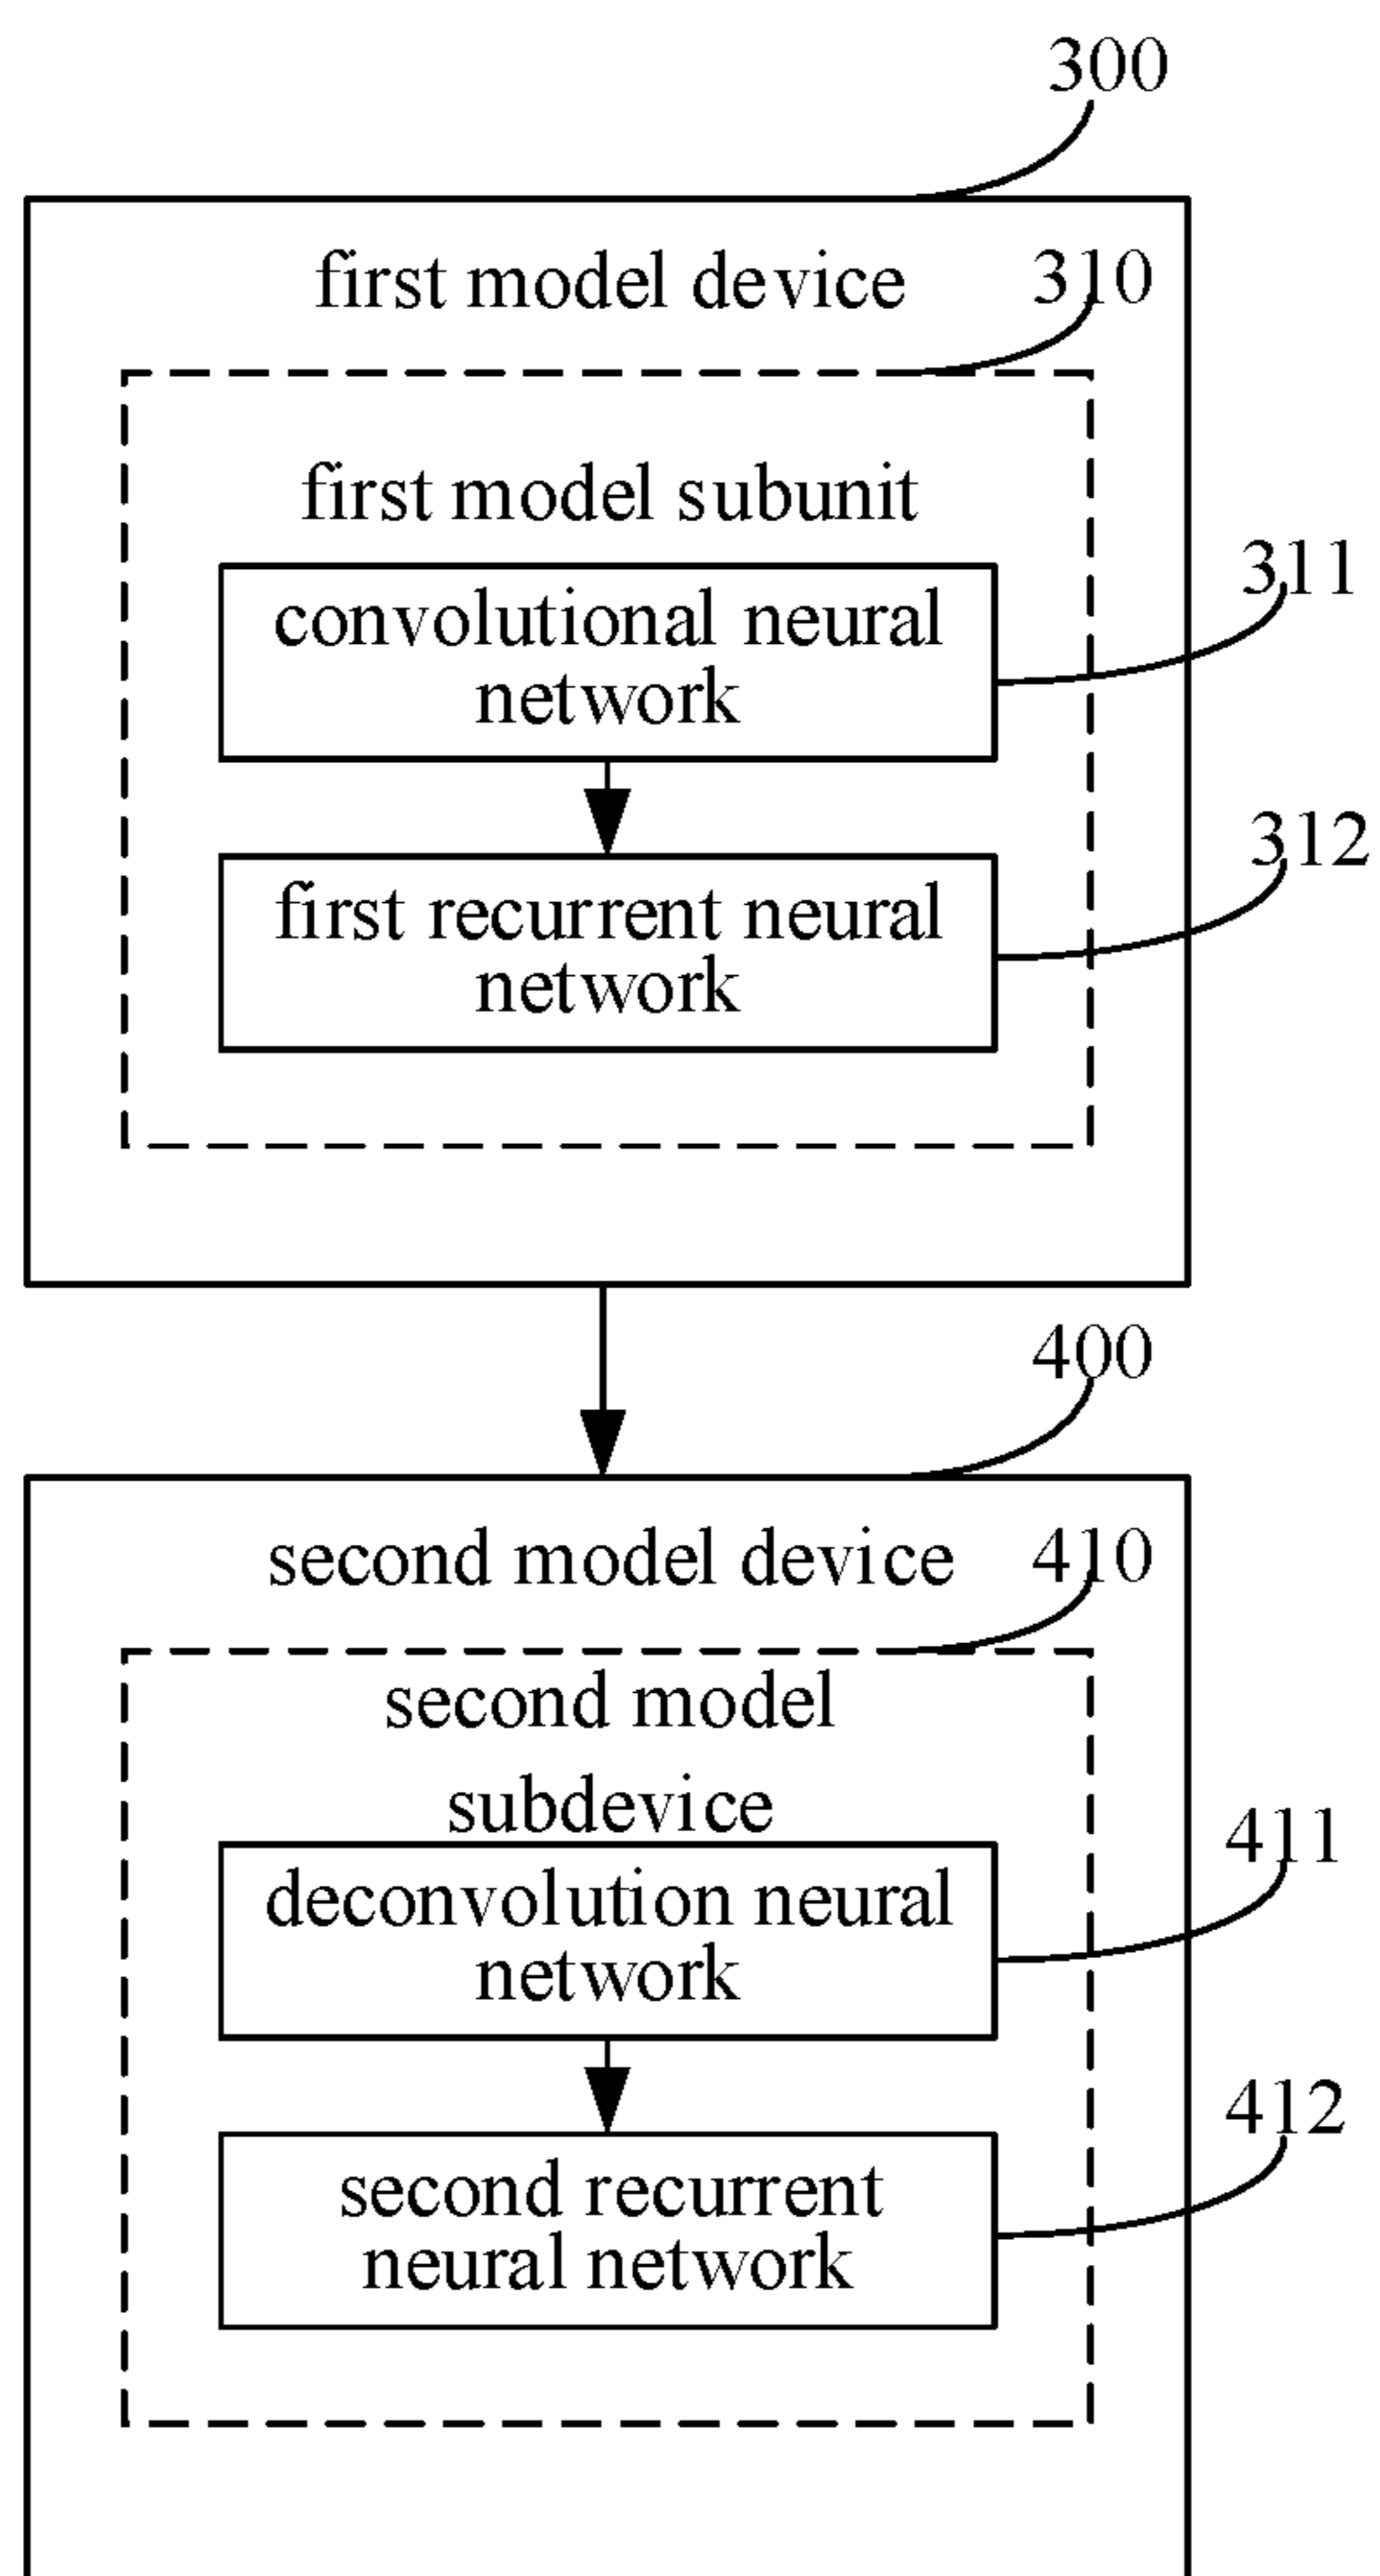 300
first model device
310
first model subunit
convolutional neural
network
311
first recurrent neural
network
312
400
second model device
410
second model
subdevice
deconvolution neural
network
411
second recurrent
neural network
412